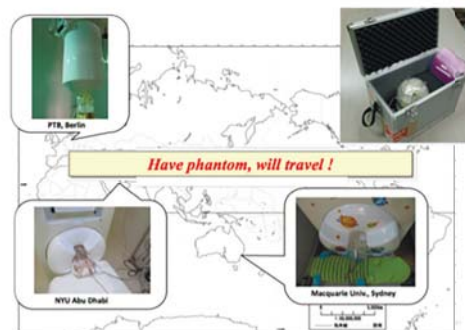 PTB, Berlin
Have phantom, will travel !
NYU Abu Dhabi
Macquarie Univ., Sydney